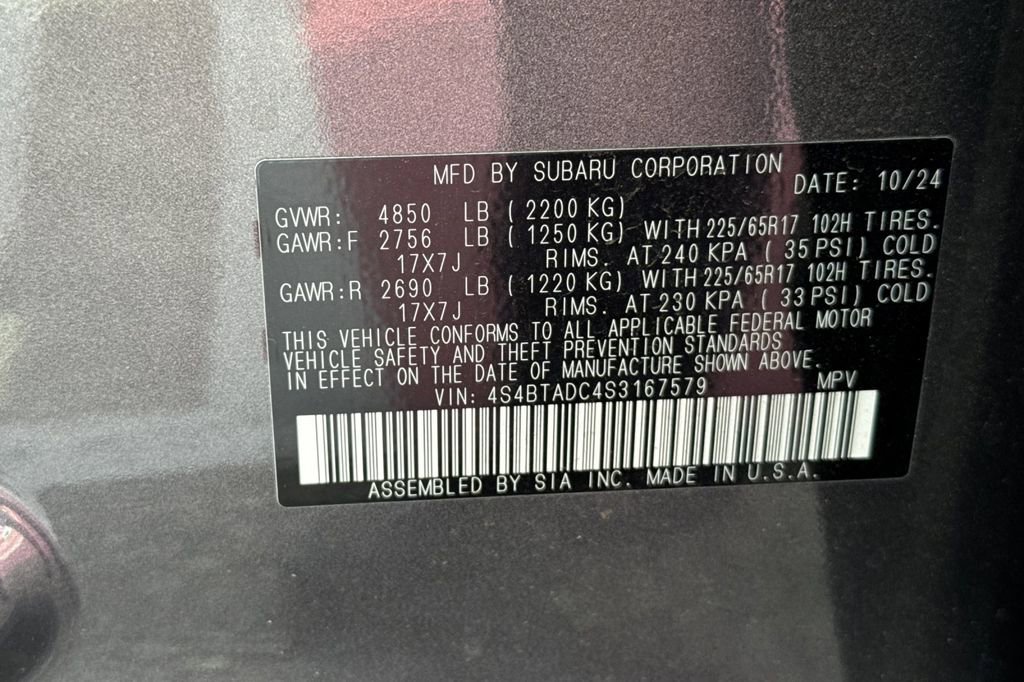 MFD BY SUBARU CORPORATION
DATE: 10/24
GVWR: 4850 LB ( 2200 KG)
GAWR:F 2756 LB ( 1250 KG) WITH 225/65R17 102H TIRES.
17X7J RIMS. AT 240 KPA ( 35 PSI) COLD
GAWR:R 2690 LB ( 1220 KG) WITH 225/65R17 102H TIRES.
17X7J RIMS. AT 230 KPA ( 33 PSI) COLD
THIS VEHICLE CONFORMS TO ALL APPLICABLE FEDERAL MOTOR
VEHICLE SAFETY AND THEFT PREVENTION STANDARDS
IN EFFECT ON THE DATE OF MANUFACTURE SHOWN ABOVE.
VIN: 4S4BTADC4S3167579 MPV
ASSEMBLED BY SIA INC. MADE IN U.S.A.